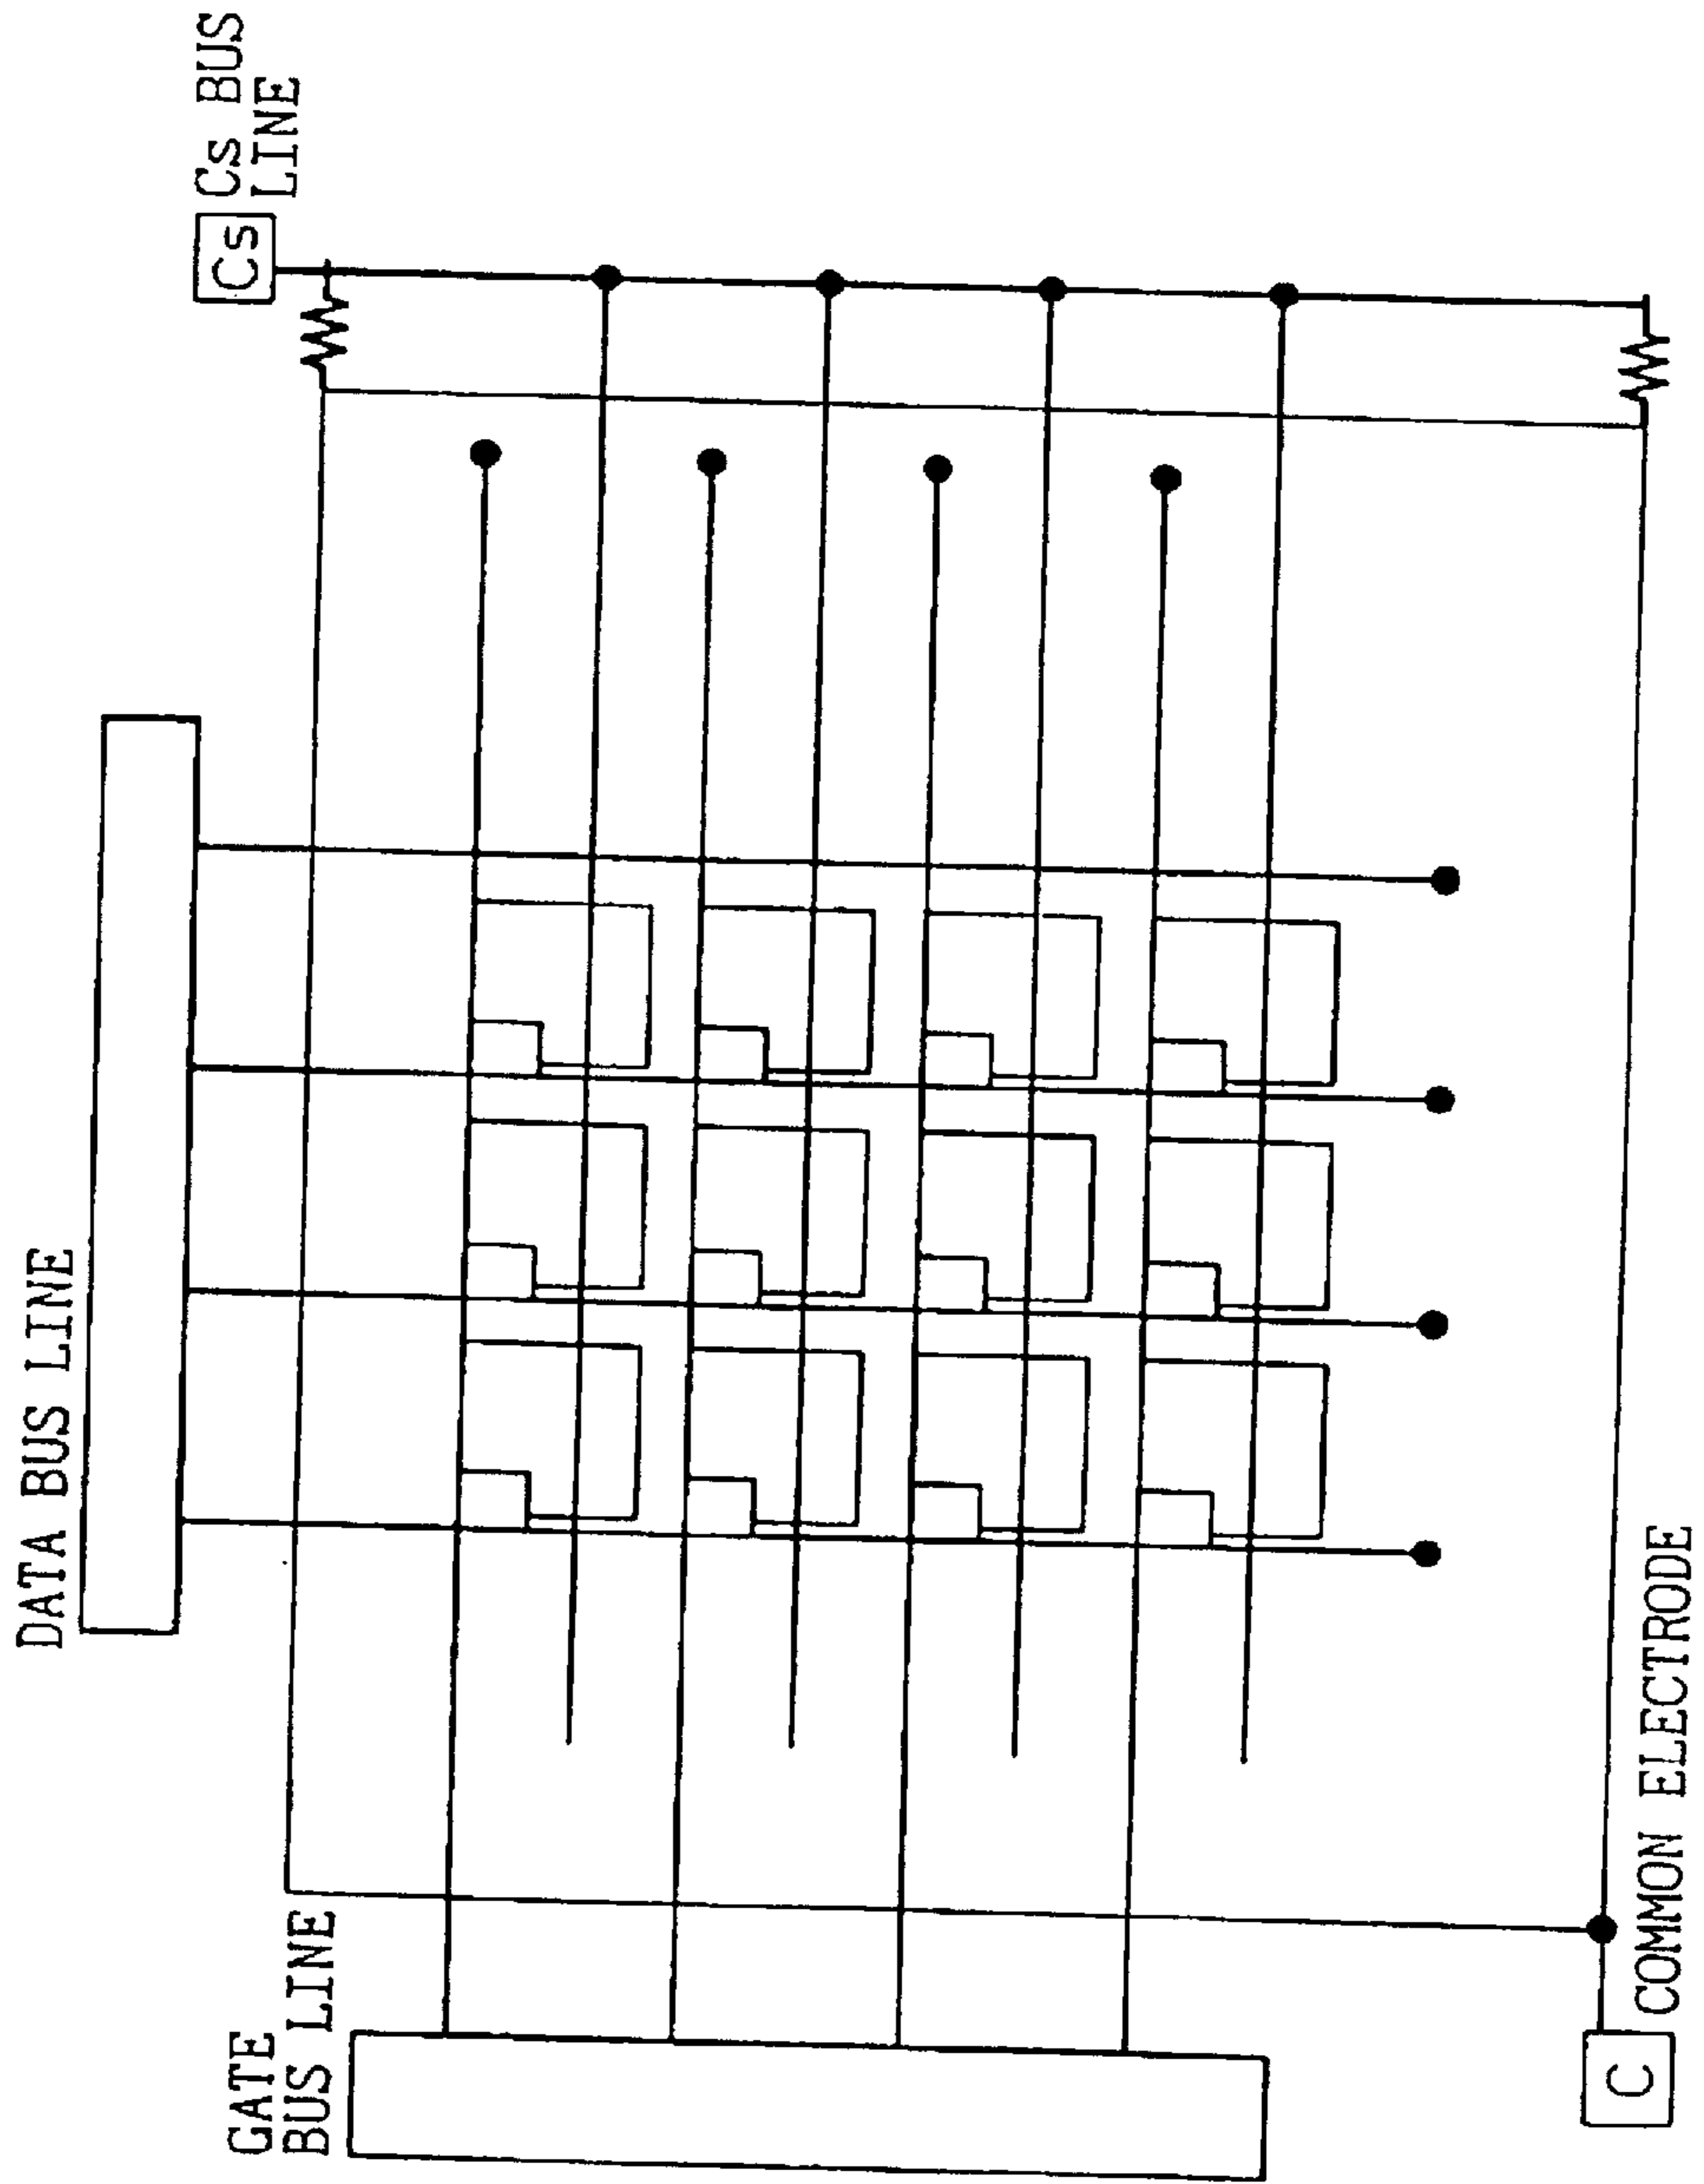 DATA BUS LINE
Cs
Cs BUS
LINE
GATE
BUS LINE
C
COMMON ELECTRODE